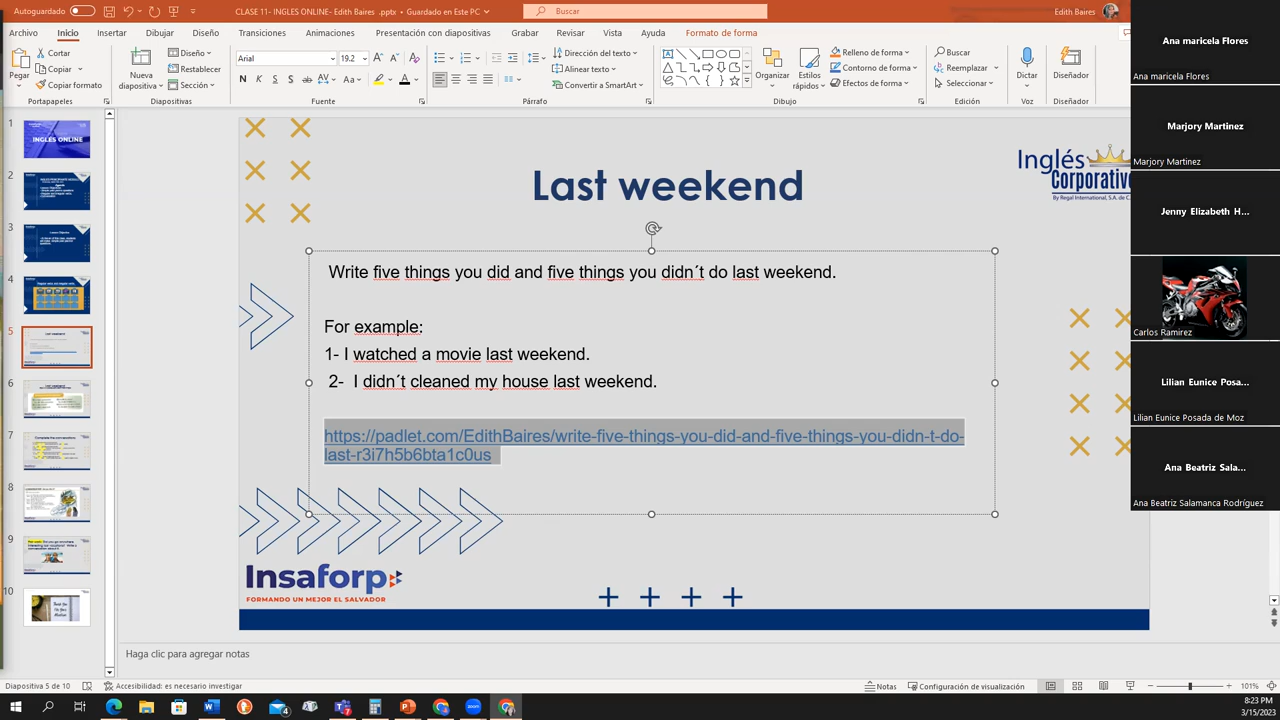 Autoguardado
CLASE 11- INGLES ONLINE- Edith Baires .pptx • Guardado en Este PC
Buscar
Edith Baires
Archivo Inicio Insertar Dibujar Diseño Transiciones Animaciones Presentación con diapositivas Grabar Revisar Vista Ayuda Formato de forma
Pegar
Cortar
Copiar
Copiar formato
Portapapeles
Nueva diapositiva
Diseño
Restablecer
Sección
Diapositivas
Arial 19.2
Fuente
Párrafo
Dirección del texto
Alinear texto
Convertir a SmartArt
Organizar
Estilos rápidos
Relleno de forma
Contorno de forma
Efectos de forma
Dibujo
Buscar
Reemplazar
Seleccionar
Edición
Dictar
Voz
Diseñador
Diseñador
1
INGLES ONLINE
2
3
4
5
6
7
8
9
10
Last weekend
Inglés
Corporativo
By Regal International, S.A. de C.
Write five things you did and five things you didn´t do last weekend.
For example:
1- I watched a movie last weekend.
2- I didn´t cleaned my house last weekend.
https://padlet.com/EdithBaires/write-five-things-you-did-and-five-things-you-didn-t-do-
last-r3i7h5b6bta1c0us
Insaforp
FORMANDO UN MEJOR EL SALVADOR
Ana maricela Flores
Ana maricela Flores
Marjory Martinez
Marjory Martinez
Jenny Elizabeth H...
Carlos Ramirez
Lilian Eunice Posa...
Lilian Eunice Posada de Moz
Ana Beatriz Sala...
Ana Beatriz Salamanca Rodríguez
Haga clic para agregar notas
Diapositiva 5 de 10
Accesibilidad: es necesario investigar
Notas
Configuración de visualización
101%
8:23 PM
3/15/2023